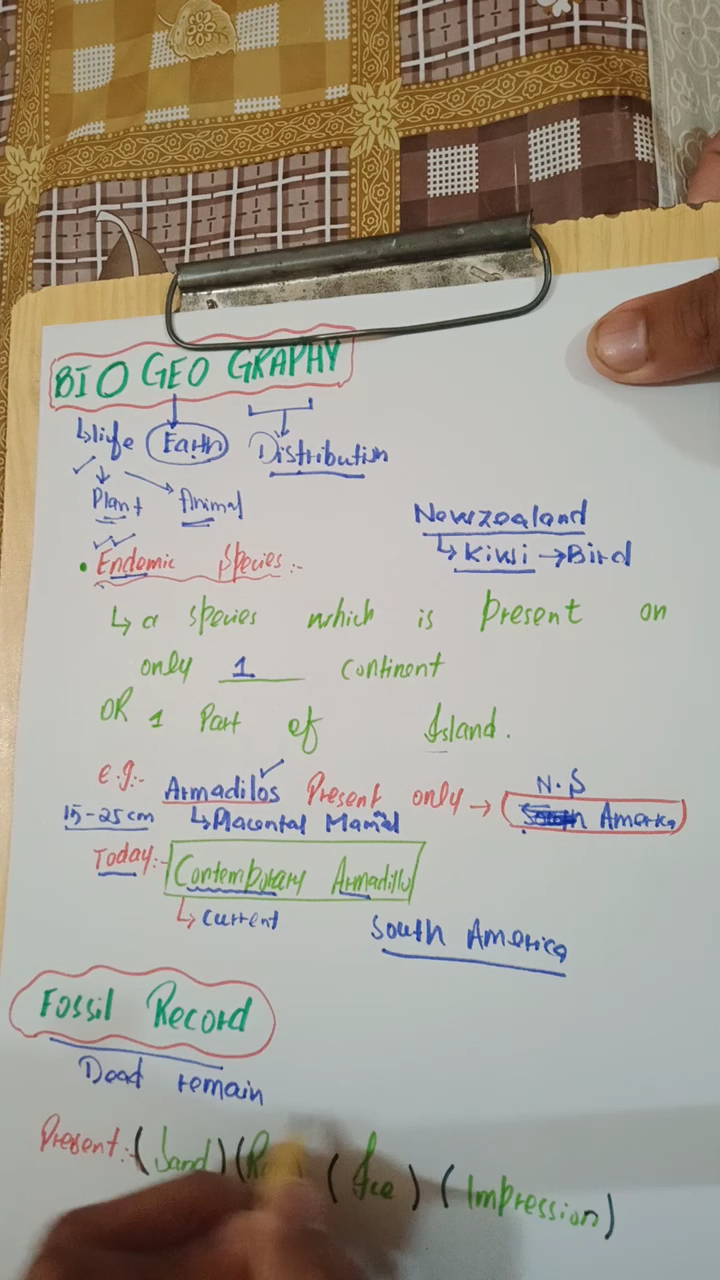 BIO GEO GRAPHY
↳life Earth Distribution
Plant Animal
Newzealand
↳ Kiwi → Bird
• Endemic Species:-
↳ a species which is Present on
only 1 continent
OR 1 Part of Island.
e.g:- Armadilos Present only → N.S America
15-25cm ↳Placental Mamal
Today:- Contemporary Armadillo
↳ Current
South America
Fossil Record
Dead remain
Present:- (Sand) ( (Ice) (Impression)